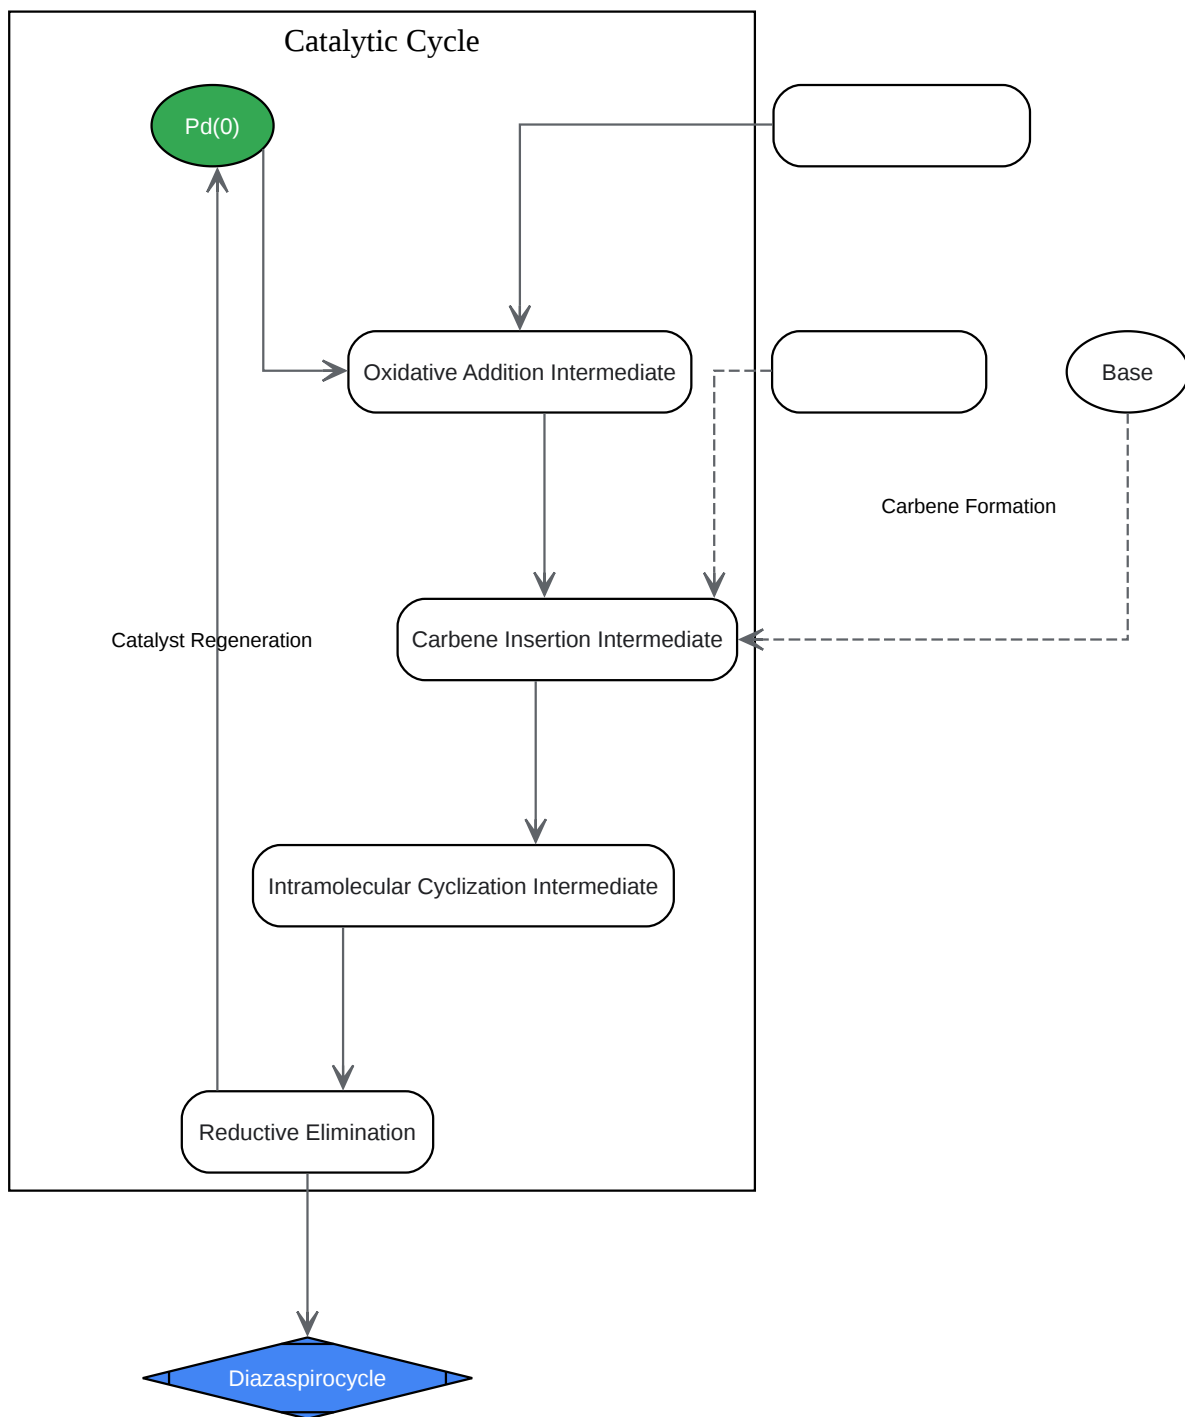 Catalytic Cycle
Pd(0)
Oxidative Addition Intermediate
Base
Carbene Formation
Catalyst Regeneration
Carbene Insertion Intermediate
Intramolecular Cyclization Intermediate
Reductive Elimination
Diazaspirocycle